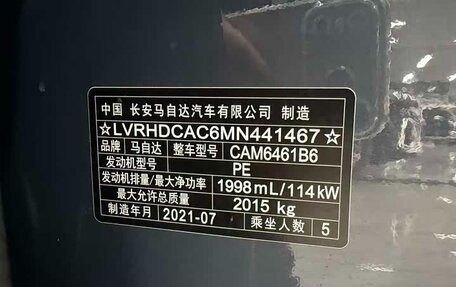 中国 长安马自达汽车有限公司 制造
☆LVRHDCAC6MN441467☆
品牌 马自达 整车型号 CAM6461B6
发动机型号 PE
发动机排量/最大净功率 1998mL/114kW
最大允许总质量 2015 kg
制造年月 2021-07 乘坐人数 5